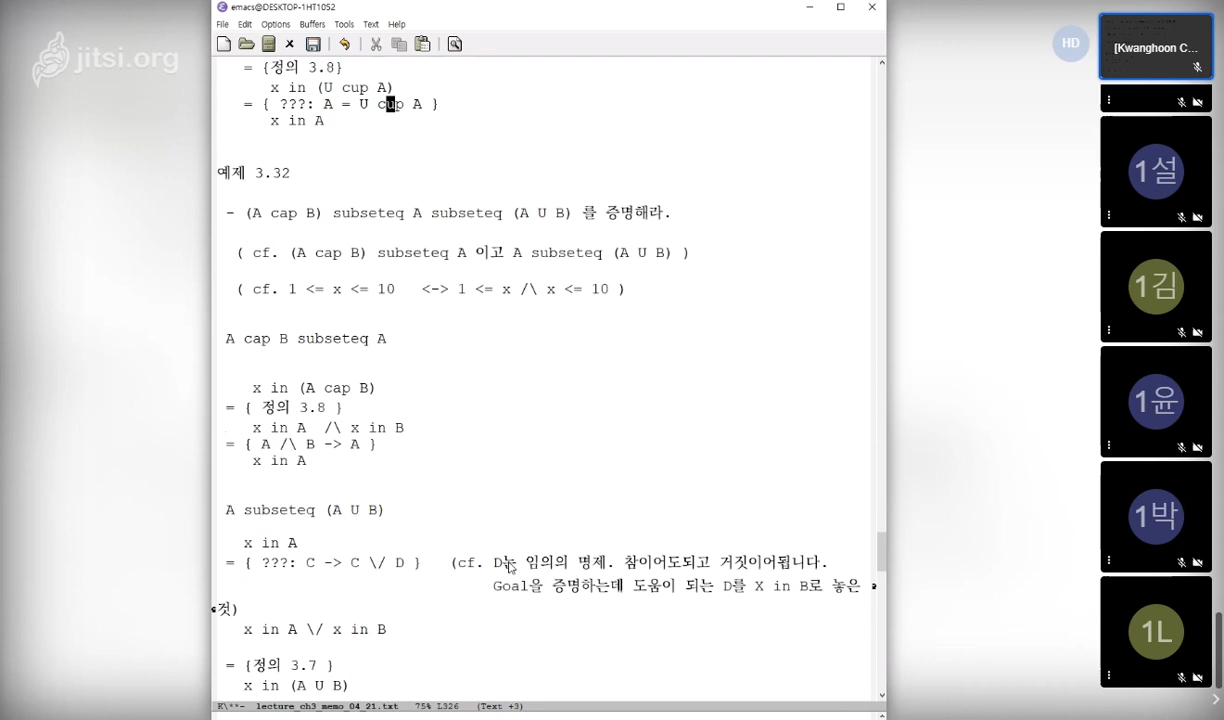 emacs@DESKTOP-1HT1052
File Edit Options Buffers Tools Text Help
jitsi.org
= {정의 3.8}
x in (U cup A)
= { ???: A = U cup A }
x in A
예제 3.32
- (A cap B) subseteq A subseteq (A U B) 를 증명해라.
( cf. (A cap B) subseteq A 이고 A subseteq (A U B) )
( cf. 1 <= x <= 10 <-> 1 <= x /\ x <= 10 )
A cap B subseteq A
x in (A cap B)
= { 정의 3.8 }
x in A /\ x in B
= { A /\ B -> A }
x in A
A subseteq (A U B)
x in A
= { ???: C -> C \/ D } (cf. D는 임의의 명제. 참이어도되고 거짓이어됩니다.
Goal을 증명하는데 도움이 되는 D를 X in B로 놓은
것)
x in A \/ x in B
= {정의 3.7 }
x in (A U B)
K\**- lecture_ch3_memo_04_21.txt 75% L326 (Text +3)
HD
[Kwanghoon C...
1설
1김
1윤
1박
1L